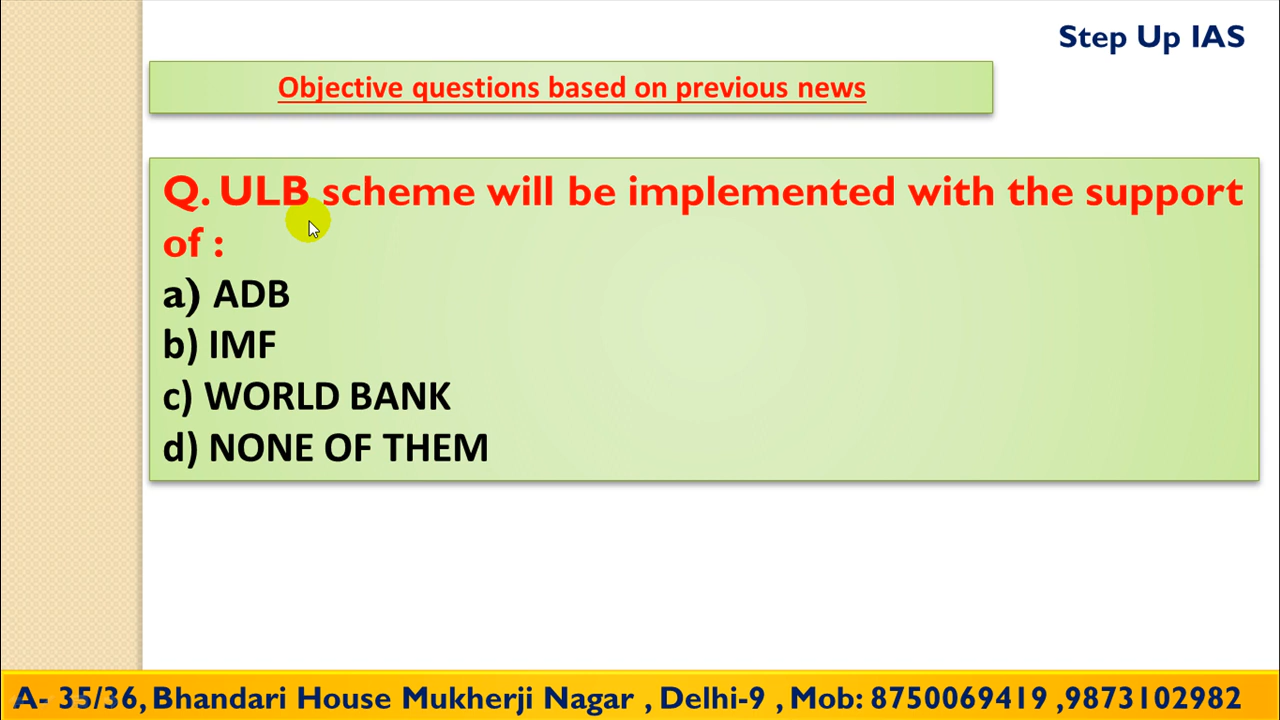 Step Up IAS
Objective questions based on previous news
Q. ULB scheme will be implemented with the support
of :
a) ADB
b) IMF
c) WORLD BANK
d) NONE OF THEM
A- 35/36, Bhandari House Mukherji Nagar , Delhi-9 , Mob: 8750069419 ,9873102982